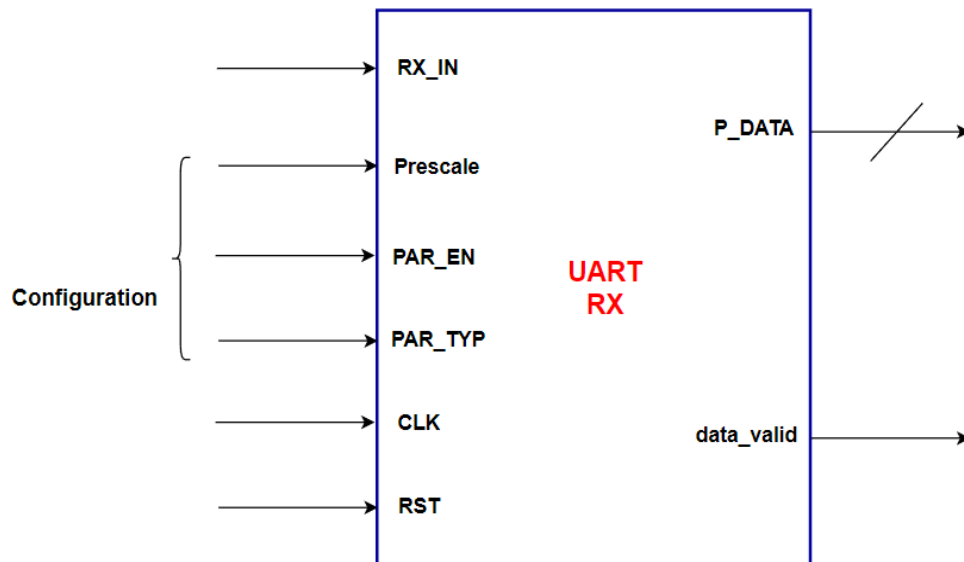 RX_IN
P_DATA
Prescale
PAR_EN
UART
RX
Configuration
PAR_TYP
CLK
data_valid
RST